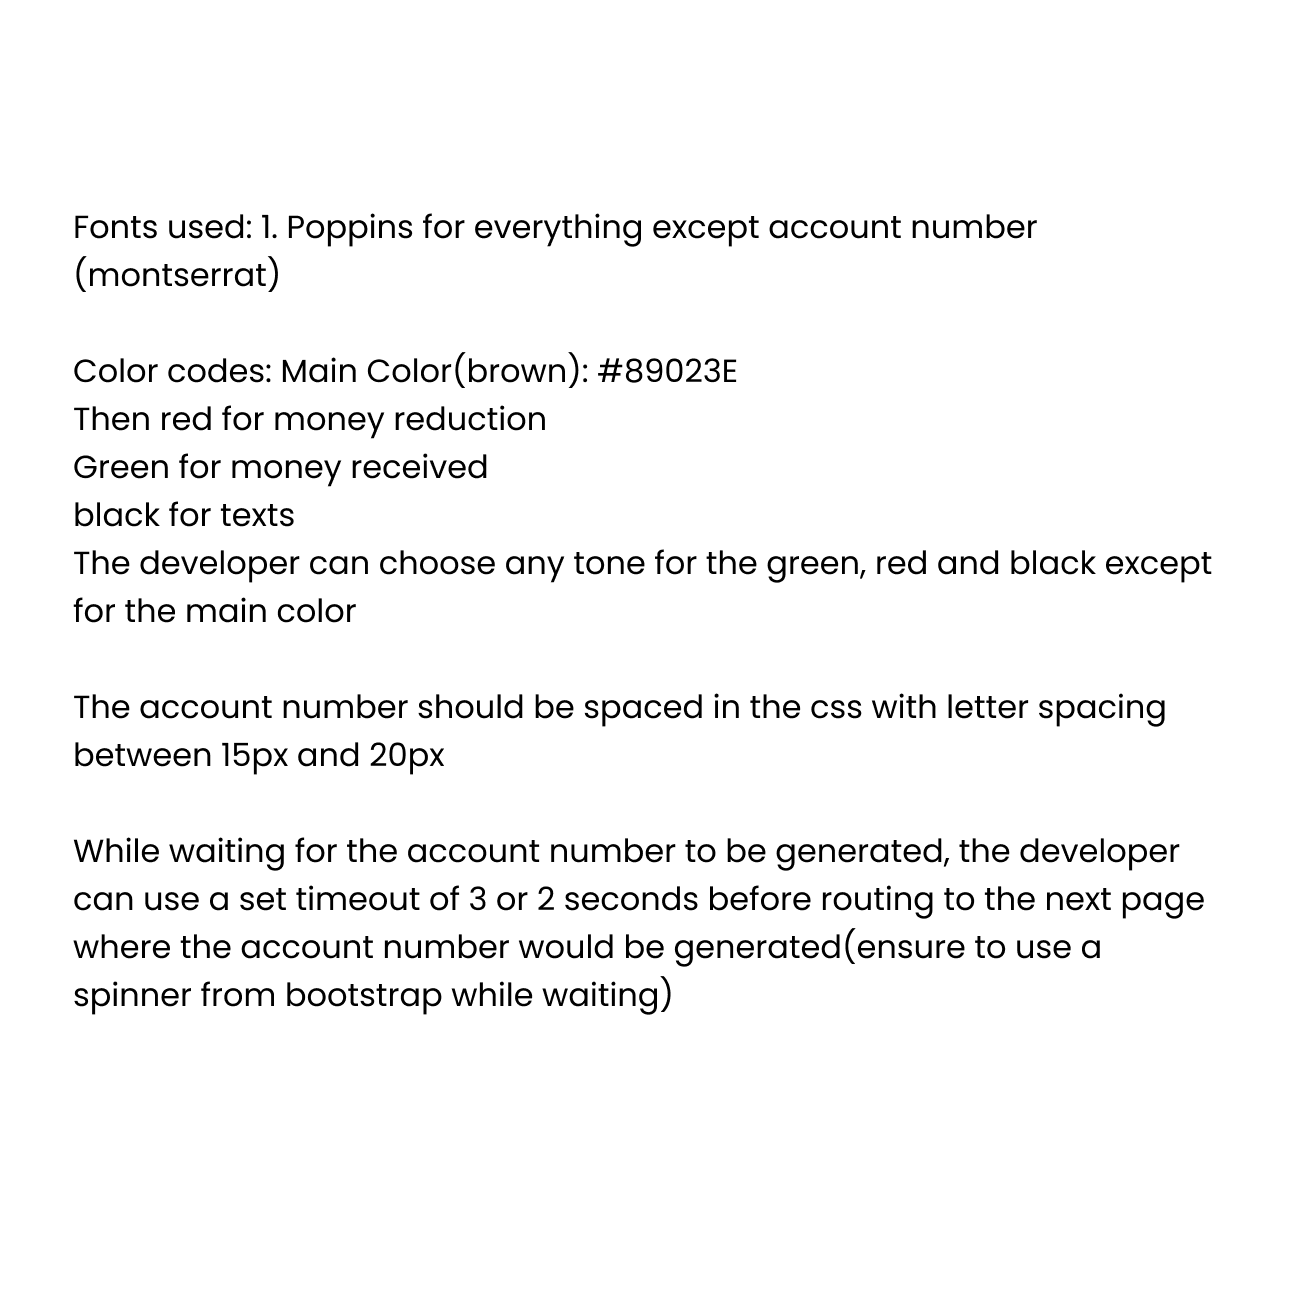 Fonts used: 1. Poppins for everything except account number
(montserrat)
Color codes: Main Color(brown): #89023E
Then red for money reduction
Green for money received
black for texts
The developer can choose any tone for the green, red and black except
for the main color
The account number should be spaced in the css with letter spacing
between 15px and 20px
While waiting for the account number to be generated, the developer
can use a set timeout of 3 or 2 seconds before routing to the next page
where the account number would be generated(ensure to use a
spinner from bootstrap while waiting)